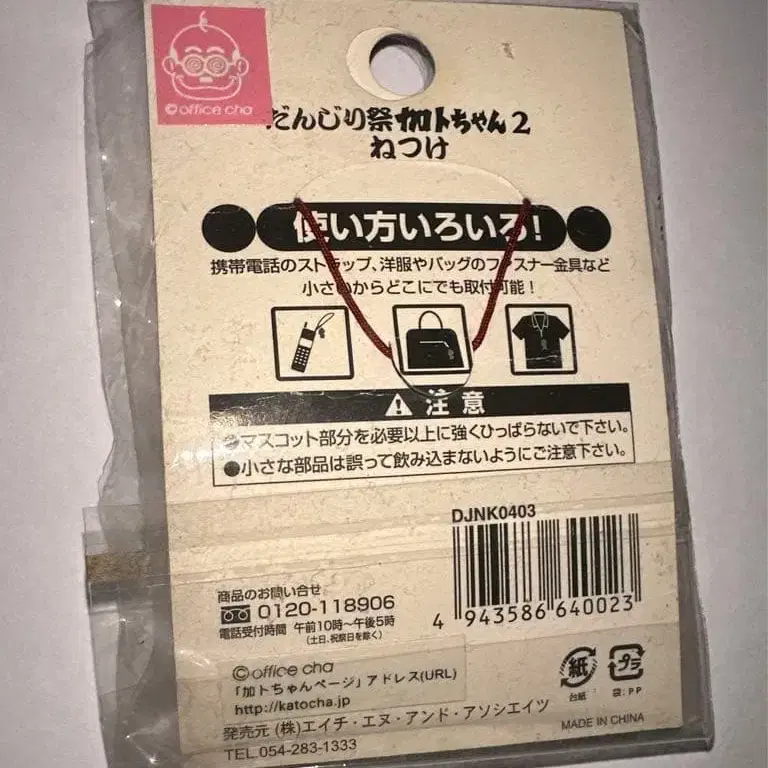 ©office cha
だんじり祭加トちゃん2
ねつけ
使い方いろいろ!
携帯電話のストラップ、洋服やバッグのファスナー金具など
小さいからどこにでも取付可能!
注意
●マスコット部分を必要以上に強くひっぱらないで下さい。
●小さな部品は誤って飲み込まないようにご注意下さい。
DJNK0403
4 943586 640023
商品のお問い合せ
0120-118906
電話受付時間 午前10時〜午後5時
(土日、祝祭日を除く)
©office cha
「加トちゃんページ」アドレス(URL)
http://katocha.jp
発売元 (株)エイチ・エヌ・アンド・アソシエイツ
TEL 054-283-1333
紙
台紙
プラ
袋:PP
MADE IN CHINA